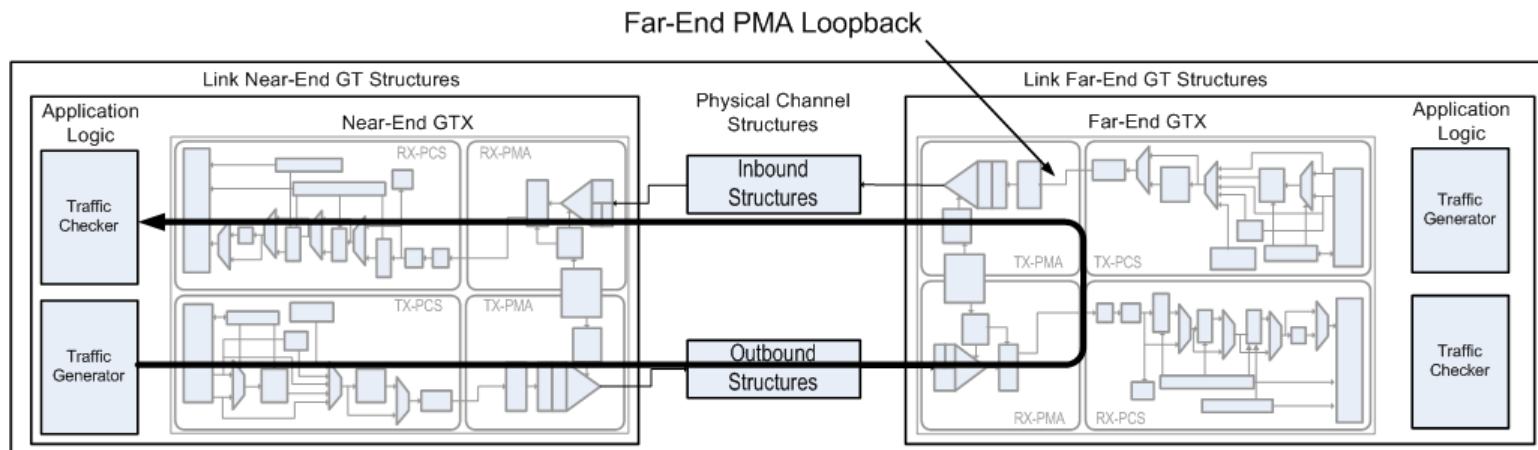 Far-End PMA Loopback
Link Near-End GT Structures
Link Far-End GT Structures
Application
Logic
Near-End GTX
Physical Channel
Structures
Far-End GTX
Application
Logic
RX-PCS
RX-PMA
Inbound
Structures
Traffic
Checker
Traffic
Generator
TX-PMA
TX-PCS
TX-PCS
TX-PMA
Traffic
Generator
Outbound
Structures
Traffic
Checker
RX-PMA
RX-PCS